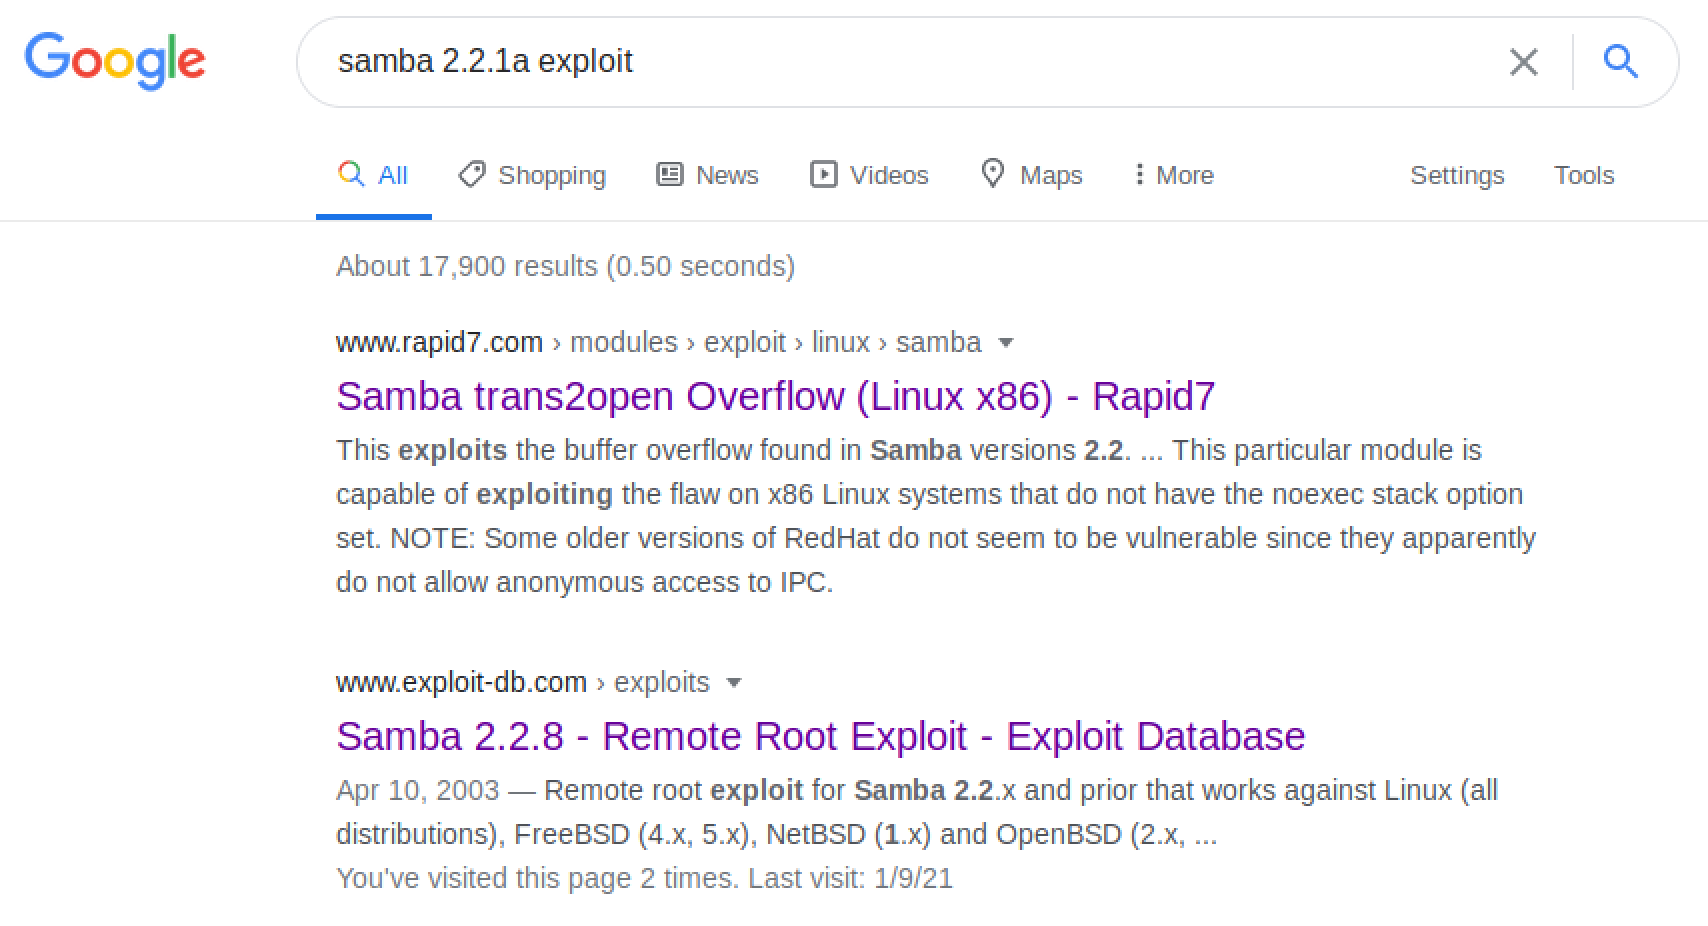 Google
samba 2.2.1a exploit
All Shopping News Videos Maps More Settings Tools
About 17,900 results (0.50 seconds)
www.rapid7.com › modules › exploit › linux › samba
Samba trans2open Overflow (Linux x86) - Rapid7
This exploits the buffer overflow found in Samba versions 2.2. ... This particular module is
capable of exploiting the flaw on x86 Linux systems that do not have the noexec stack option
set. NOTE: Some older versions of RedHat do not seem to be vulnerable since they apparently
do not allow anonymous access to IPC.
www.exploit-db.com › exploits
Samba 2.2.8 - Remote Root Exploit - Exploit Database
Apr 10, 2003 — Remote root exploit for Samba 2.2.x and prior that works against Linux (all
distributions), FreeBSD (4.x, 5.x), NetBSD (1.x) and OpenBSD (2.x, ...
You've visited this page 2 times. Last visit: 1/9/21